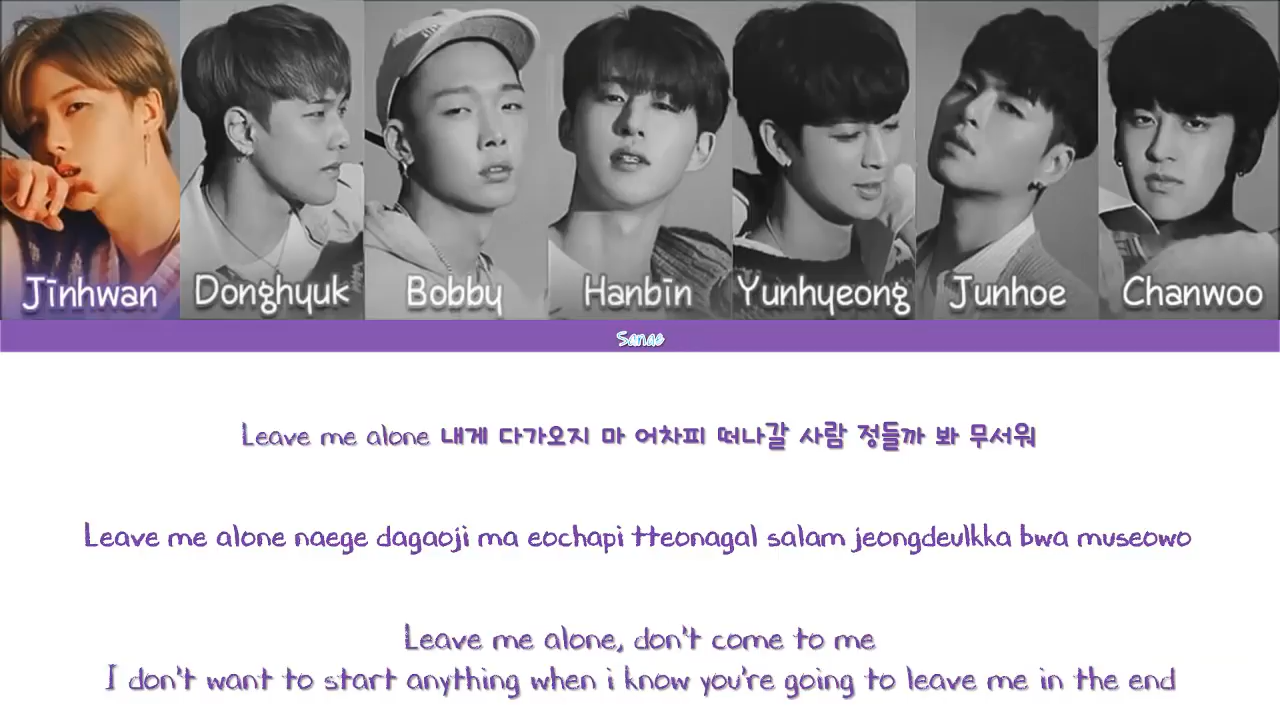 Jinhwan
Donghyuk
Bobby
Hanbin
Yunhyeong
Junhoe
Chanwoo
Sanae
Leave me alone 내게 다가오지 마 어차피 떠나갈 사람 정들까 봐 무서워
Leave me alone naege dagaoji ma eochapi tteonagal salam jeongdeulkka bwa museowo
Leave me alone, don't come to me
I don't want to start anything when i know you're going to leave me in the end